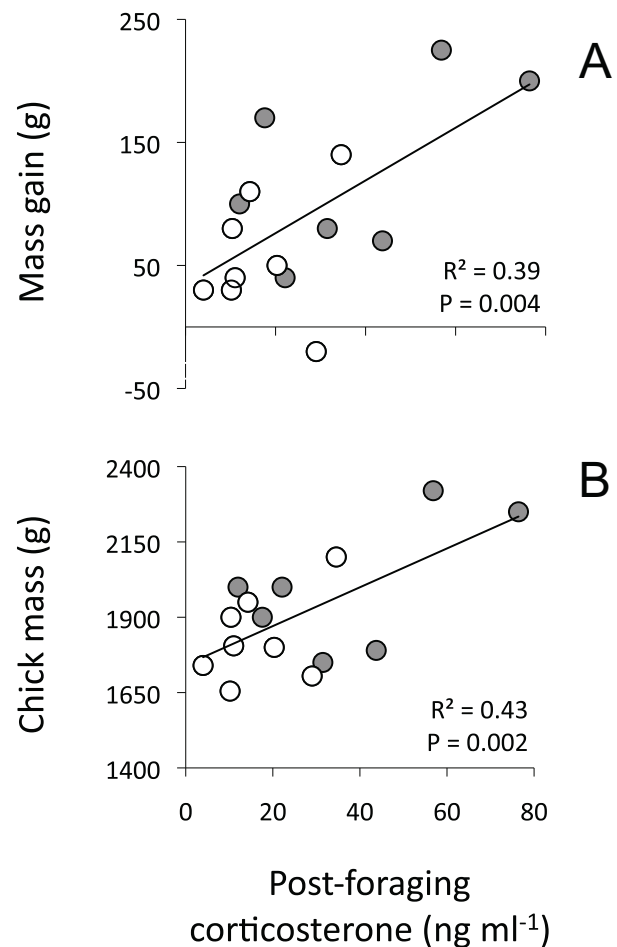 A
250
150
50
-50
Mass gain (g)
R² = 0.39
P = 0.004
B
2400
2150
1900
1650
1400
Chick mass (g)
R² = 0.43
P = 0.002
0 20 40 60 80
Post-foraging
corticosterone (ng ml⁻¹)